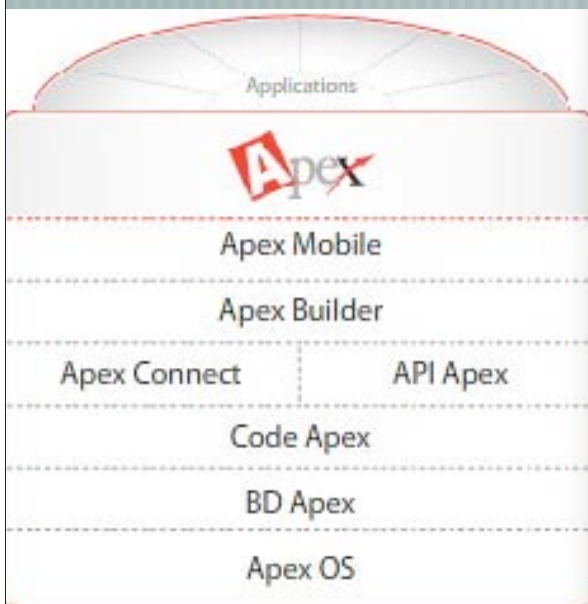 Applications
Apex
Apex Mobile
Apex Builder
Apex Connect API Apex
Code Apex
BD Apex
Apex OS